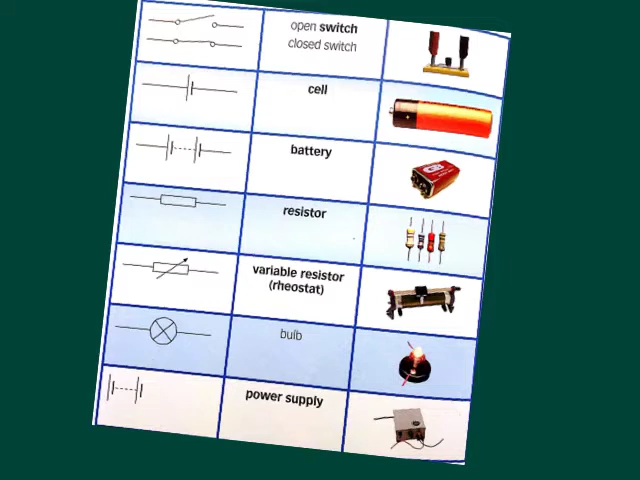 open switch
closed switch
cell
battery
resistor
variable resistor
(rheostat)
bulb
power supply